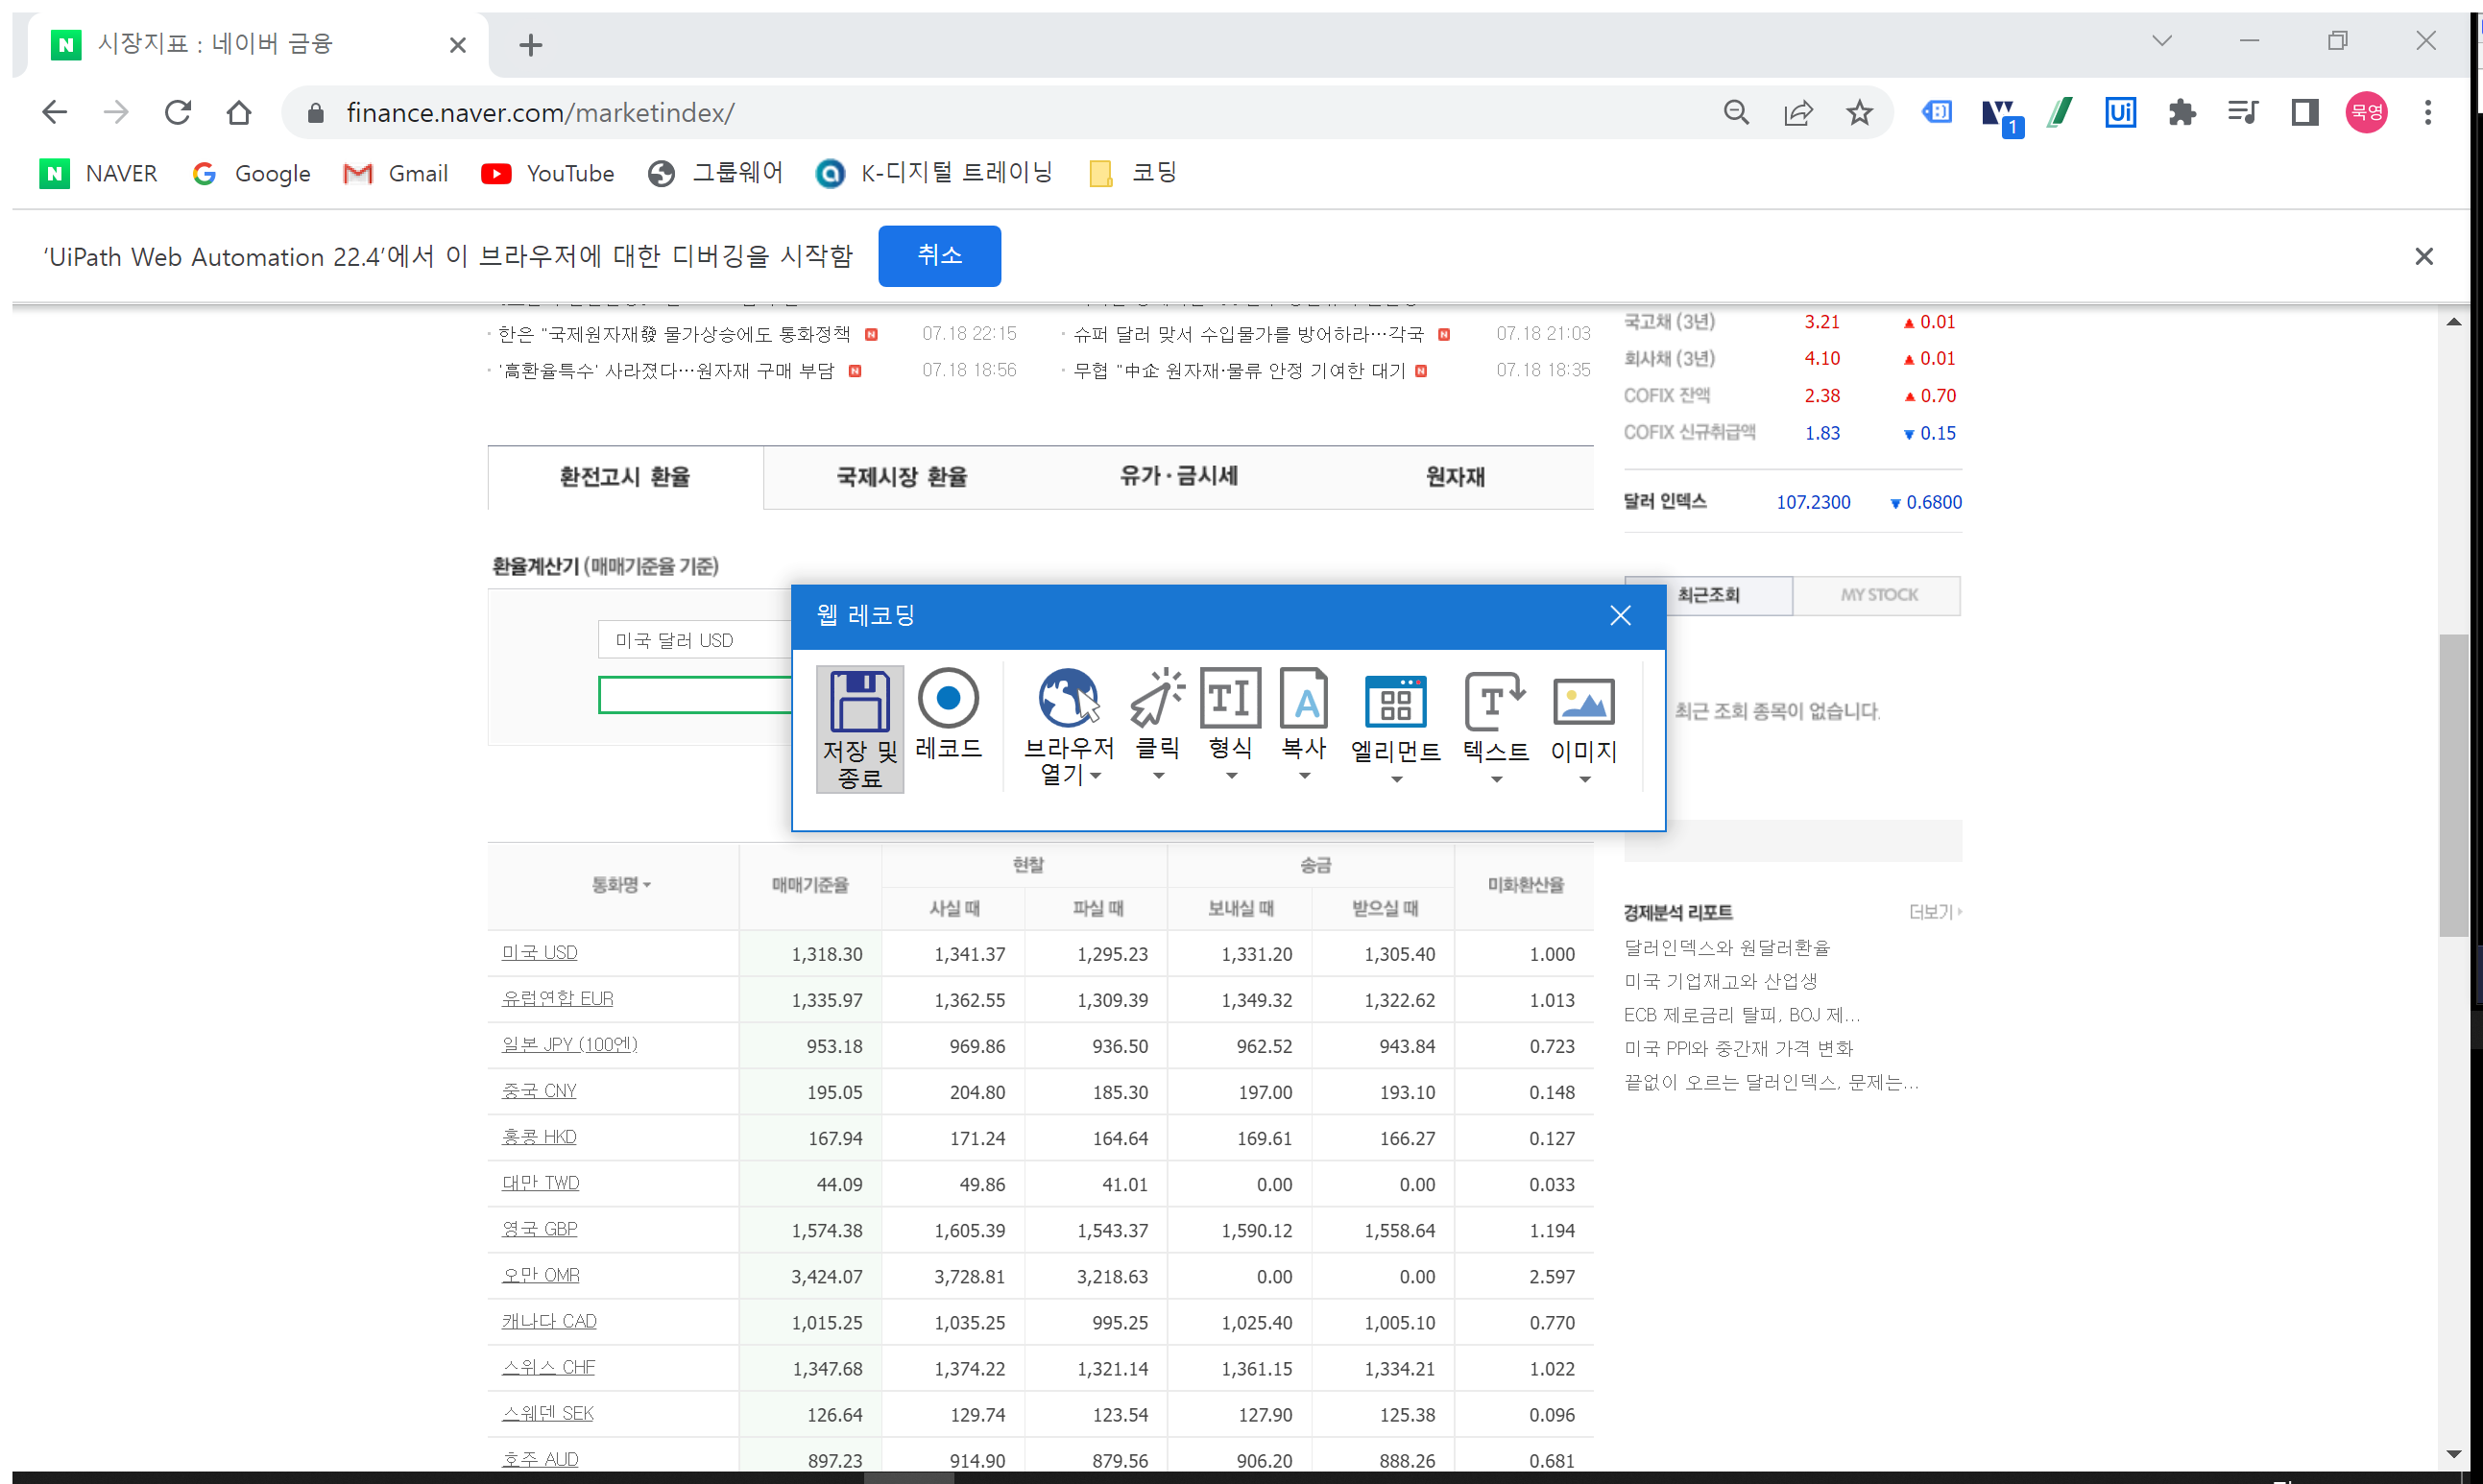 시장지표 : 네이버 금융
finance.naver.com/marketindex/
1
묵영
NAVER Google Gmail YouTube 그룹웨어 K-디지털 트레이닝 코딩
'UiPath Web Automation 22.4'에서 이 브라우저에 대한 디버깅을 시작함 취소
한은 "국제원자재發 물가상승에도 통화정책 07.18 22:15 슈퍼 달러 맞서 수입물가를 방어하라…각국 07.18 21:03
'高환율특수' 사라졌다…원자재 구매 부담 07.18 18:56 무협 "中企 원자재·물류 안정 기여한 대기 07.18 18:35
국고채 (3년) 3.21 ▲ 0.01
회사채 (3년) 4.10 ▲ 0.01
COFIX 잔액 2.38 ▲ 0.70
COFIX 신규취급액 1.83 ▼ 0.15
달러 인덱스 107.2300 ▼ 0.6800
환전고시 환율 국제시장 환율 유가·금시세 원자재
환율계산기 (매매기준율 기준)
미국 달러 USD
웹 레코딩
저장 및 종료 레코드 브라우저 열기 클릭 형식 복사 엘리먼트 텍스트 이미지
최근조회 MY STOCK
최근 조회 종목이 없습니다.
통화명 매매기준율 현찰 송금 미화환산율
사실 때 파실 때 보내실 때 받으실 때
미국 USD 1,318.30 1,341.37 1,295.23 1,331.20 1,305.40 1.000
유럽연합 EUR 1,335.97 1,362.55 1,309.39 1,349.32 1,322.62 1.013
일본 JPY (100엔) 953.18 969.86 936.50 962.52 943.84 0.723
중국 CNY 195.05 204.80 185.30 197.00 193.10 0.148
홍콩 HKD 167.94 171.24 164.64 169.61 166.27 0.127
대만 TWD 44.09 49.86 41.01 0.00 0.00 0.033
영국 GBP 1,574.38 1,605.39 1,543.37 1,590.12 1,558.64 1.194
오만 OMR 3,424.07 3,728.81 3,218.63 0.00 0.00 2.597
캐나다 CAD 1,015.25 1,035.25 995.25 1,025.40 1,005.10 0.770
스위스 CHF 1,347.68 1,374.22 1,321.14 1,361.15 1,334.21 1.022
스웨덴 SEK 126.64 129.74 123.54 127.90 125.38 0.096
호주 AUD 897.23 914.90 879.56 906.20 888.26 0.681
경제분석 리포트 더보기
달러인덱스와 원달러환율
미국 기업재고와 산업생
ECB 제로금리 탈피, BOJ 제...
미국 PPI와 중간재 가격 변화
끝없이 오르는 달러인덱스, 문제는...